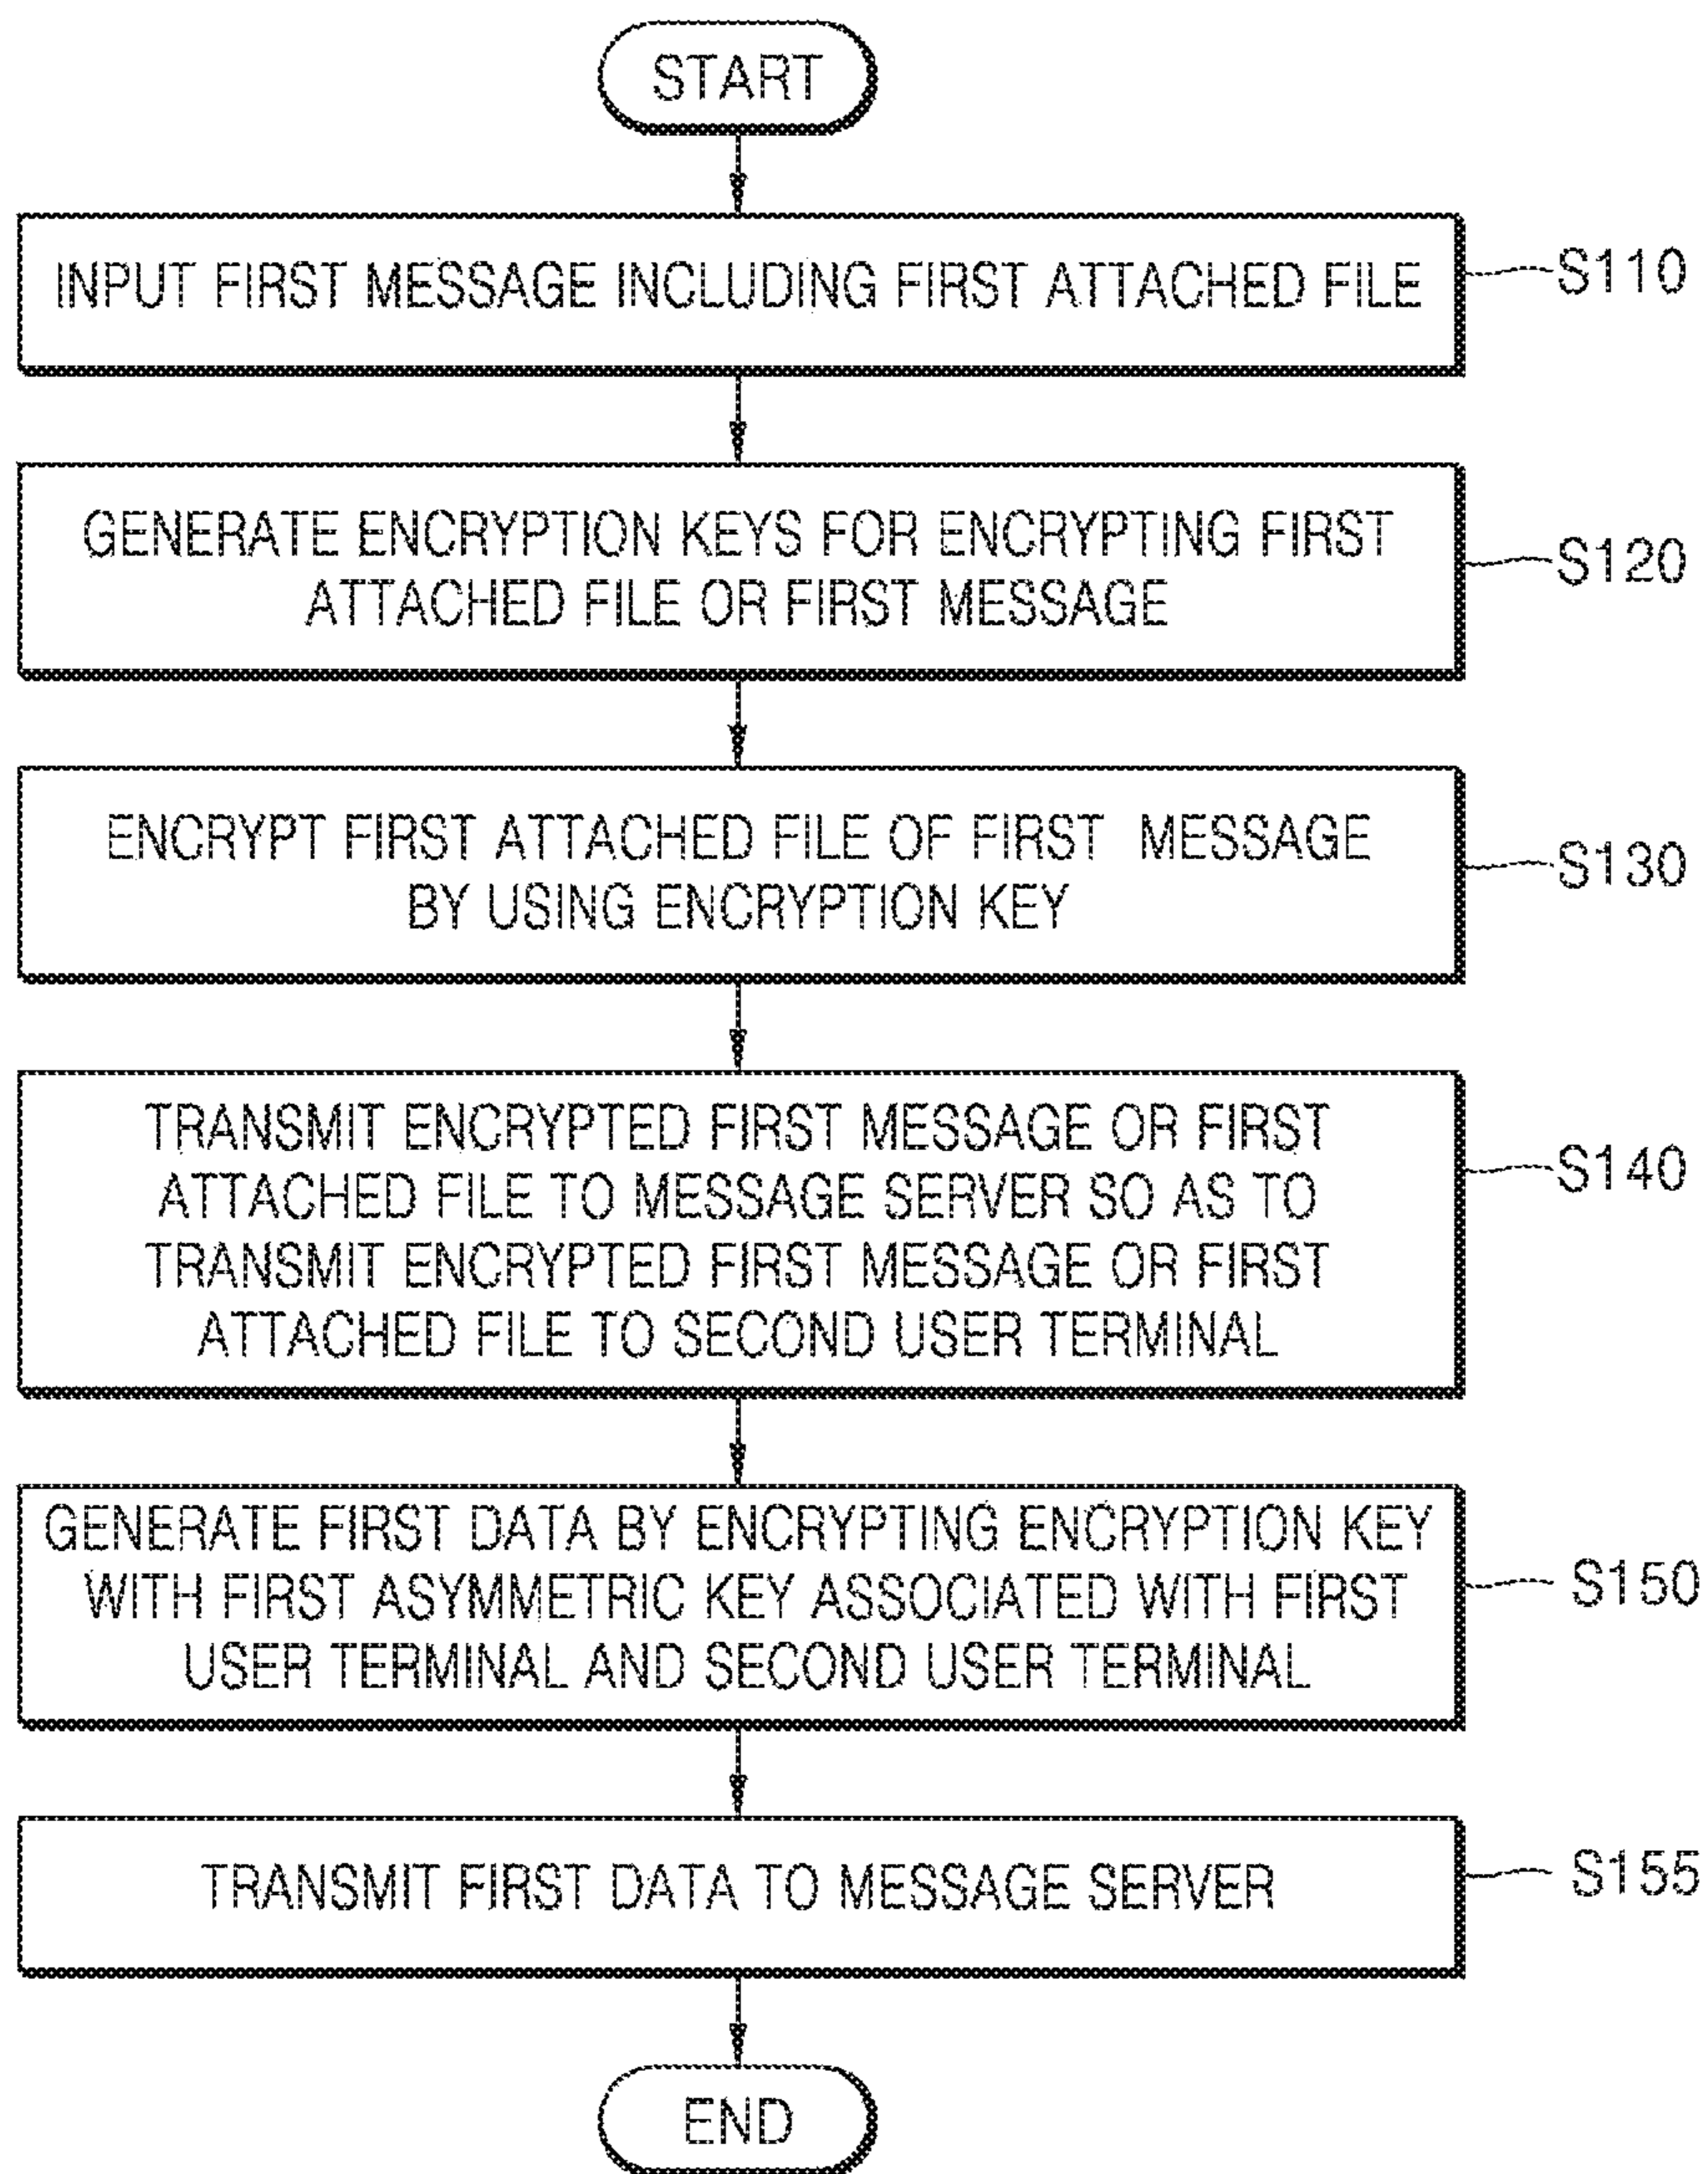 START
INPUT FIRST MESSAGE INCLUDING FIRST ATTACHED FILE
S110
GENERATE ENCRYPTION KEYS FOR ENCRYPTING FIRST
ATTACHED FILE OR FIRST MESSAGE
S120
ENCRYPT FIRST ATTACHED FILE OF FIRST MESSAGE
BY USING ENCRYPTION KEY
S130
TRANSMIT ENCRYPTED FIRST MESSAGE OR FIRST
ATTACHED FILE TO MESSAGE SERVER SO AS TO
TRANSMIT ENCRYPTED FIRST MESSAGE OR FIRST
ATTACHED FILE TO SECOND USER TERMINAL
S140
GENERATE FIRST DATA BY ENCRYPTING ENCRYPTION KEY
WITH FIRST ASYMMETRIC KEY ASSOCIATED WITH FIRST
USER TERMINAL AND SECOND USER TERMINAL
S150
TRANSMIT FIRST DATA TO MESSAGE SERVER
S155
END